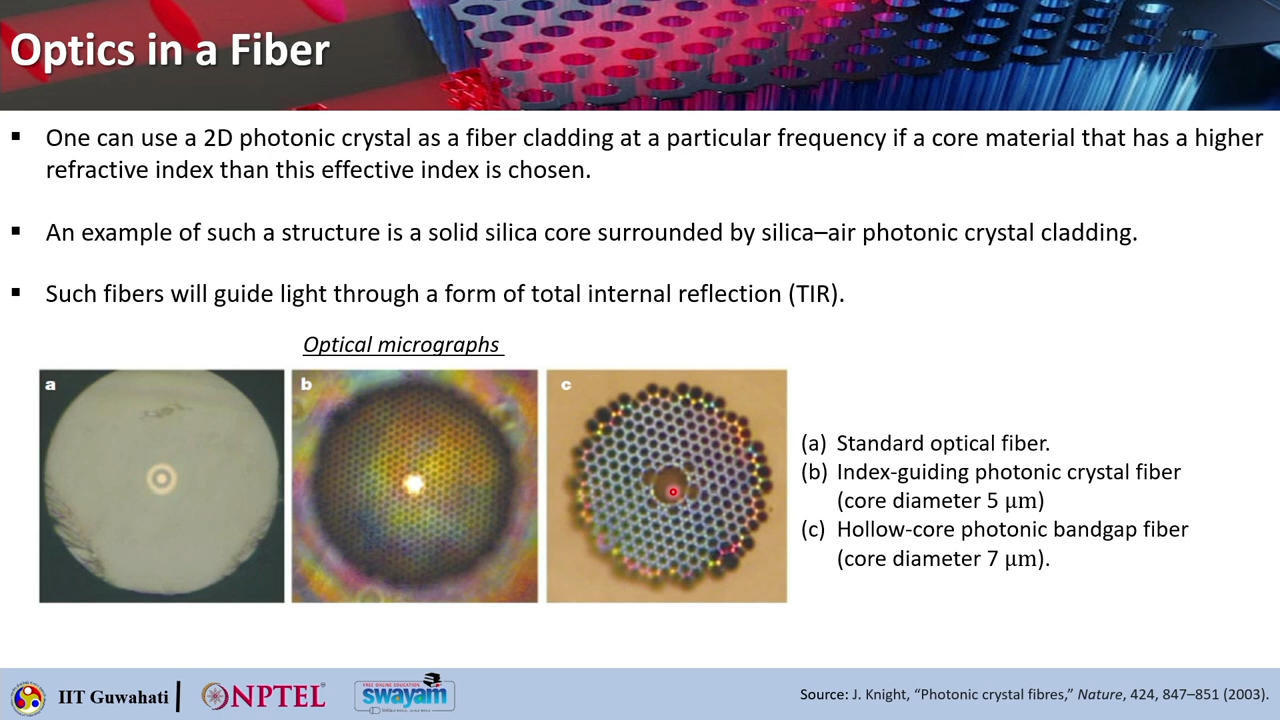 Optics in a Fiber
▪ One can use a 2D photonic crystal as a fiber cladding at a particular frequency if a core material that has a higher
refractive index than this effective index is chosen.
▪ An example of such a structure is a solid silica core surrounded by silica–air photonic crystal cladding.
▪ Such fibers will guide light through a form of total internal reflection (TIR).
Optical micrographs
a
b
c
(a) Standard optical fiber.
(b) Index-guiding photonic crystal fiber
(core diameter 5 μm)
(c) Hollow-core photonic bandgap fiber
(core diameter 7 μm).
IIT Guwahati
NPTEL
FREE ONLINE EDUCATION
swayam
Source: J. Knight, “Photonic crystal fibres,” Nature, 424, 847–851 (2003).